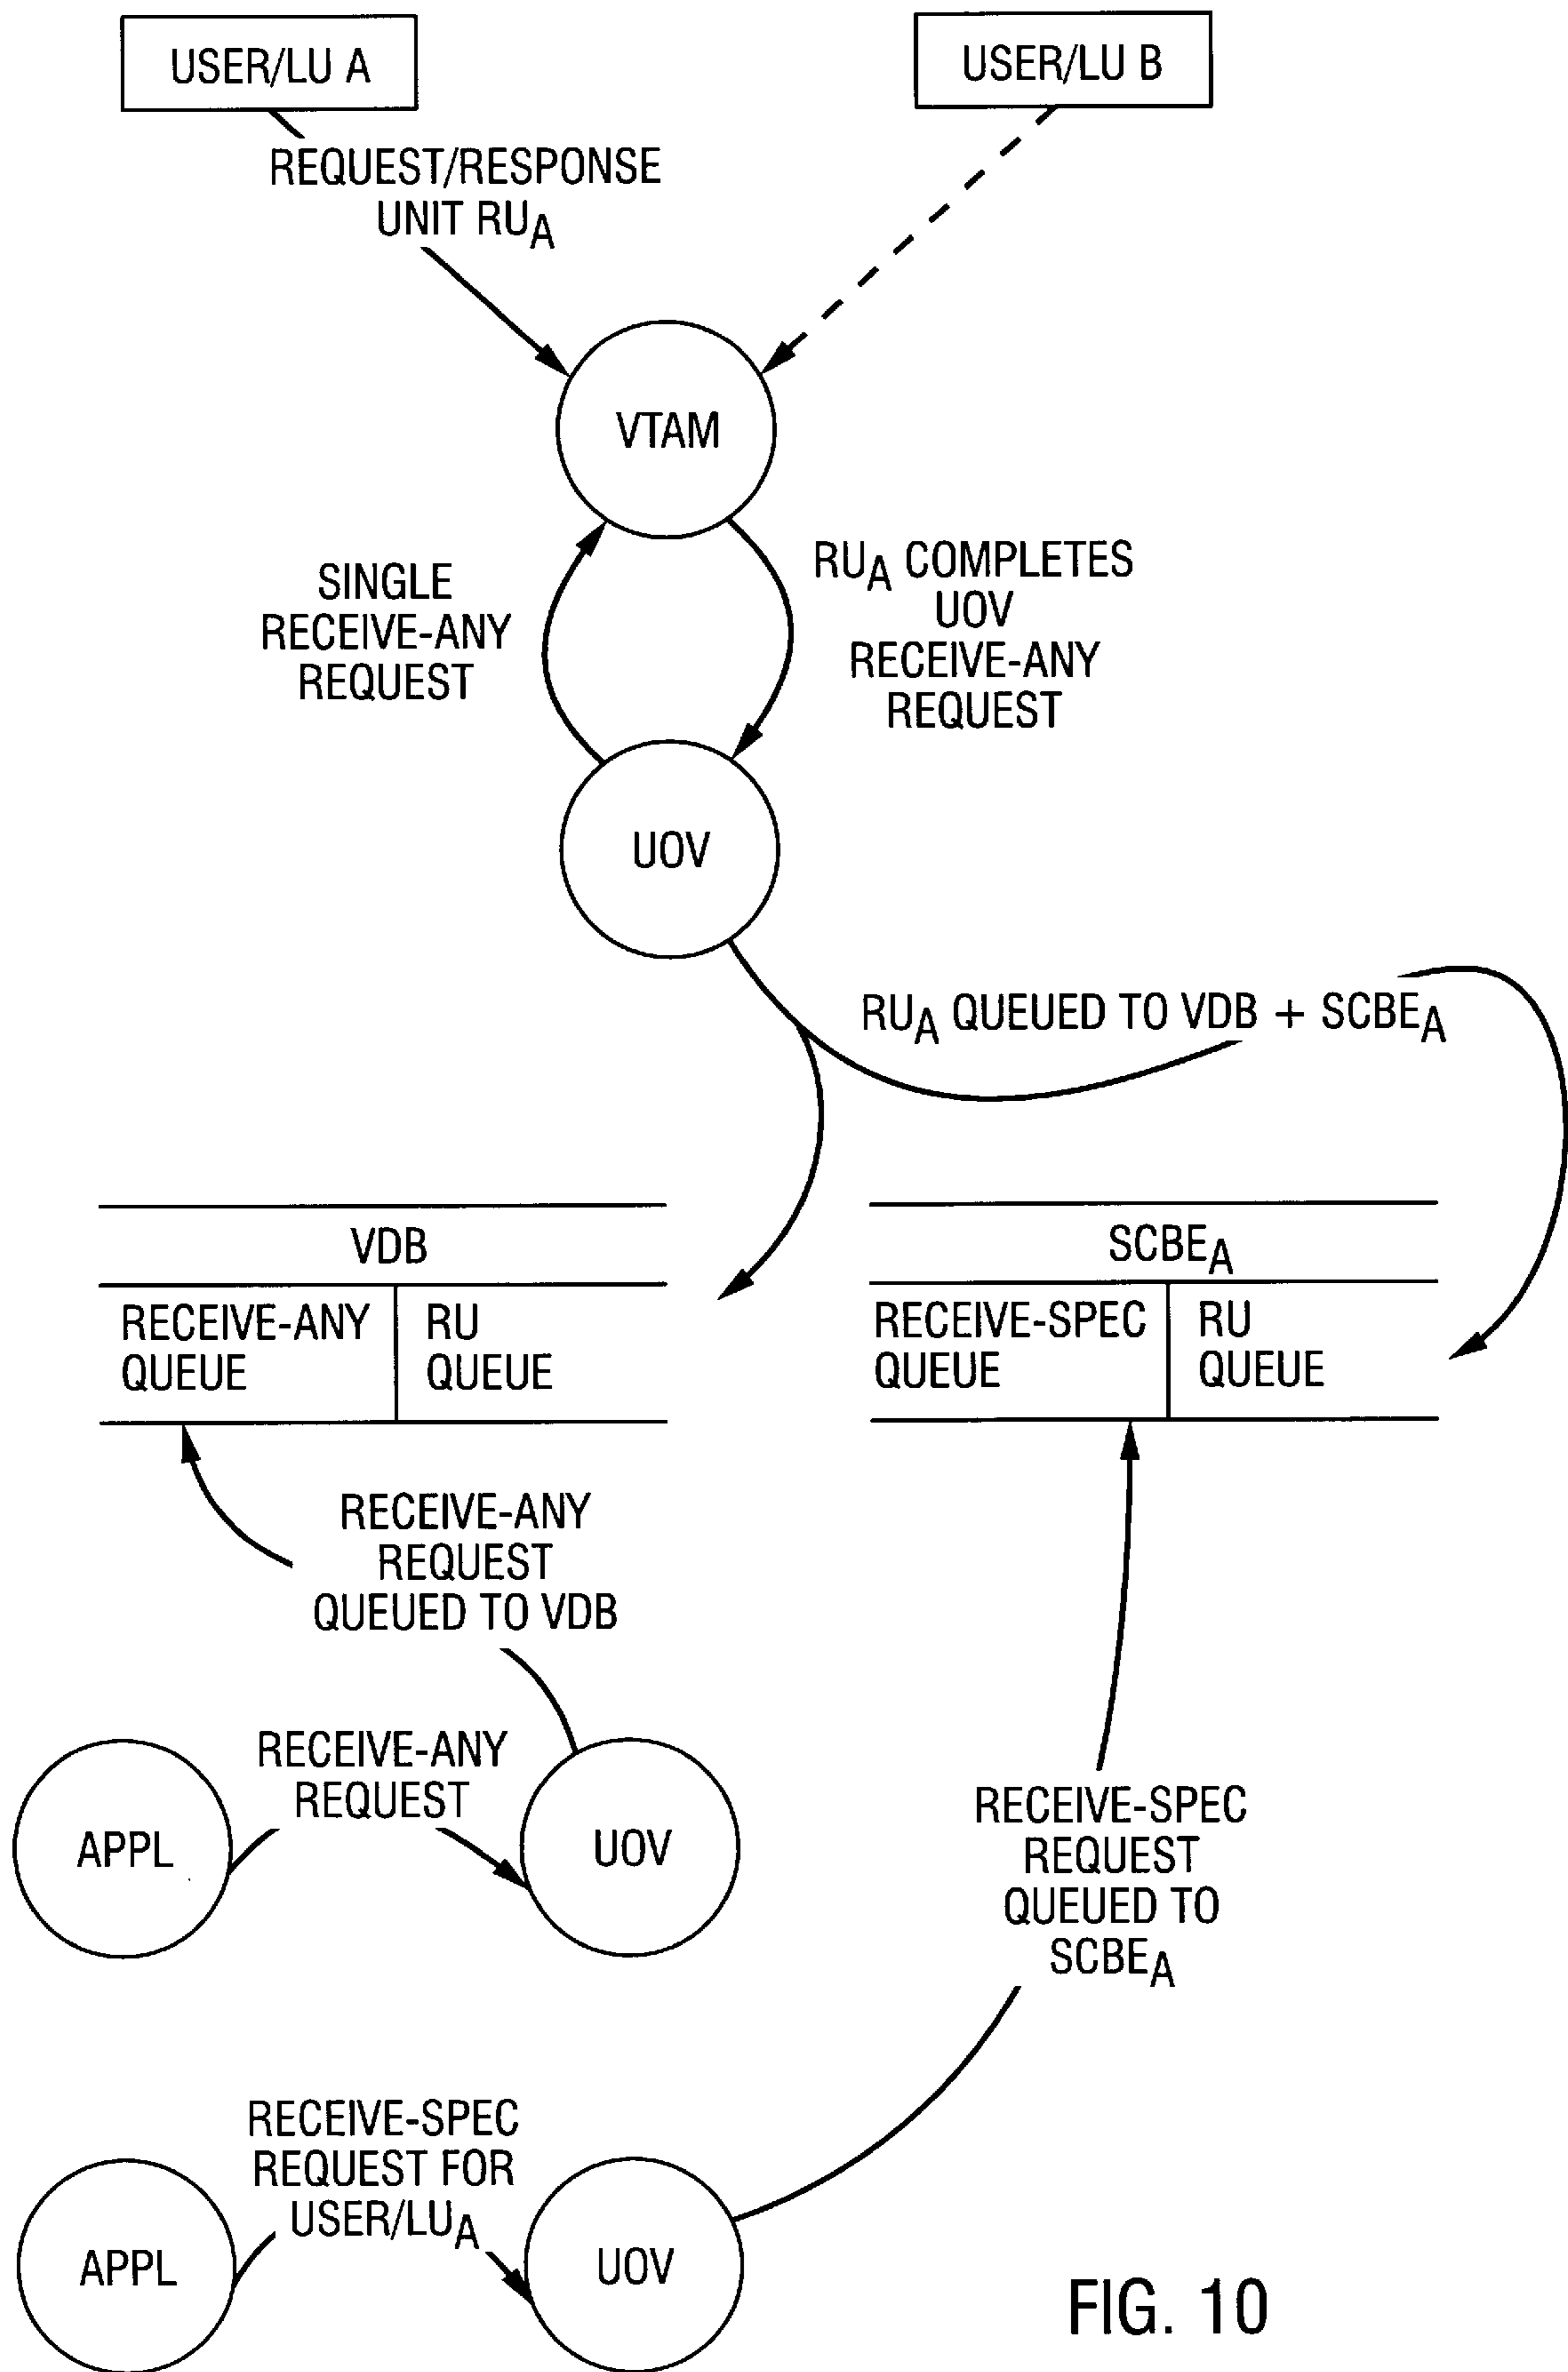 USER/LU A
USER/LU B
REQUEST/RESPONSE
UNIT RUA
VTAM
SINGLE
RECEIVE-ANY
REQUEST
RUA COMPLETES
UOV
RECEIVE-ANY
REQUEST
UOV
RUA QUEUED TO VDB + SCBEA
VDB
RECEIVE-ANY
QUEUE
RU
QUEUE
SCBEA
RECEIVE-SPEC
QUEUE
RU
QUEUE
RECEIVE-ANY
REQUEST
QUEUED TO VDB
APPL
RECEIVE-ANY
REQUEST
UOV
RECEIVE-SPEC
REQUEST
QUEUED TO
SCBEA
APPL
RECEIVE-SPEC
REQUEST FOR
USER/LUA
UOV
FIG. 10